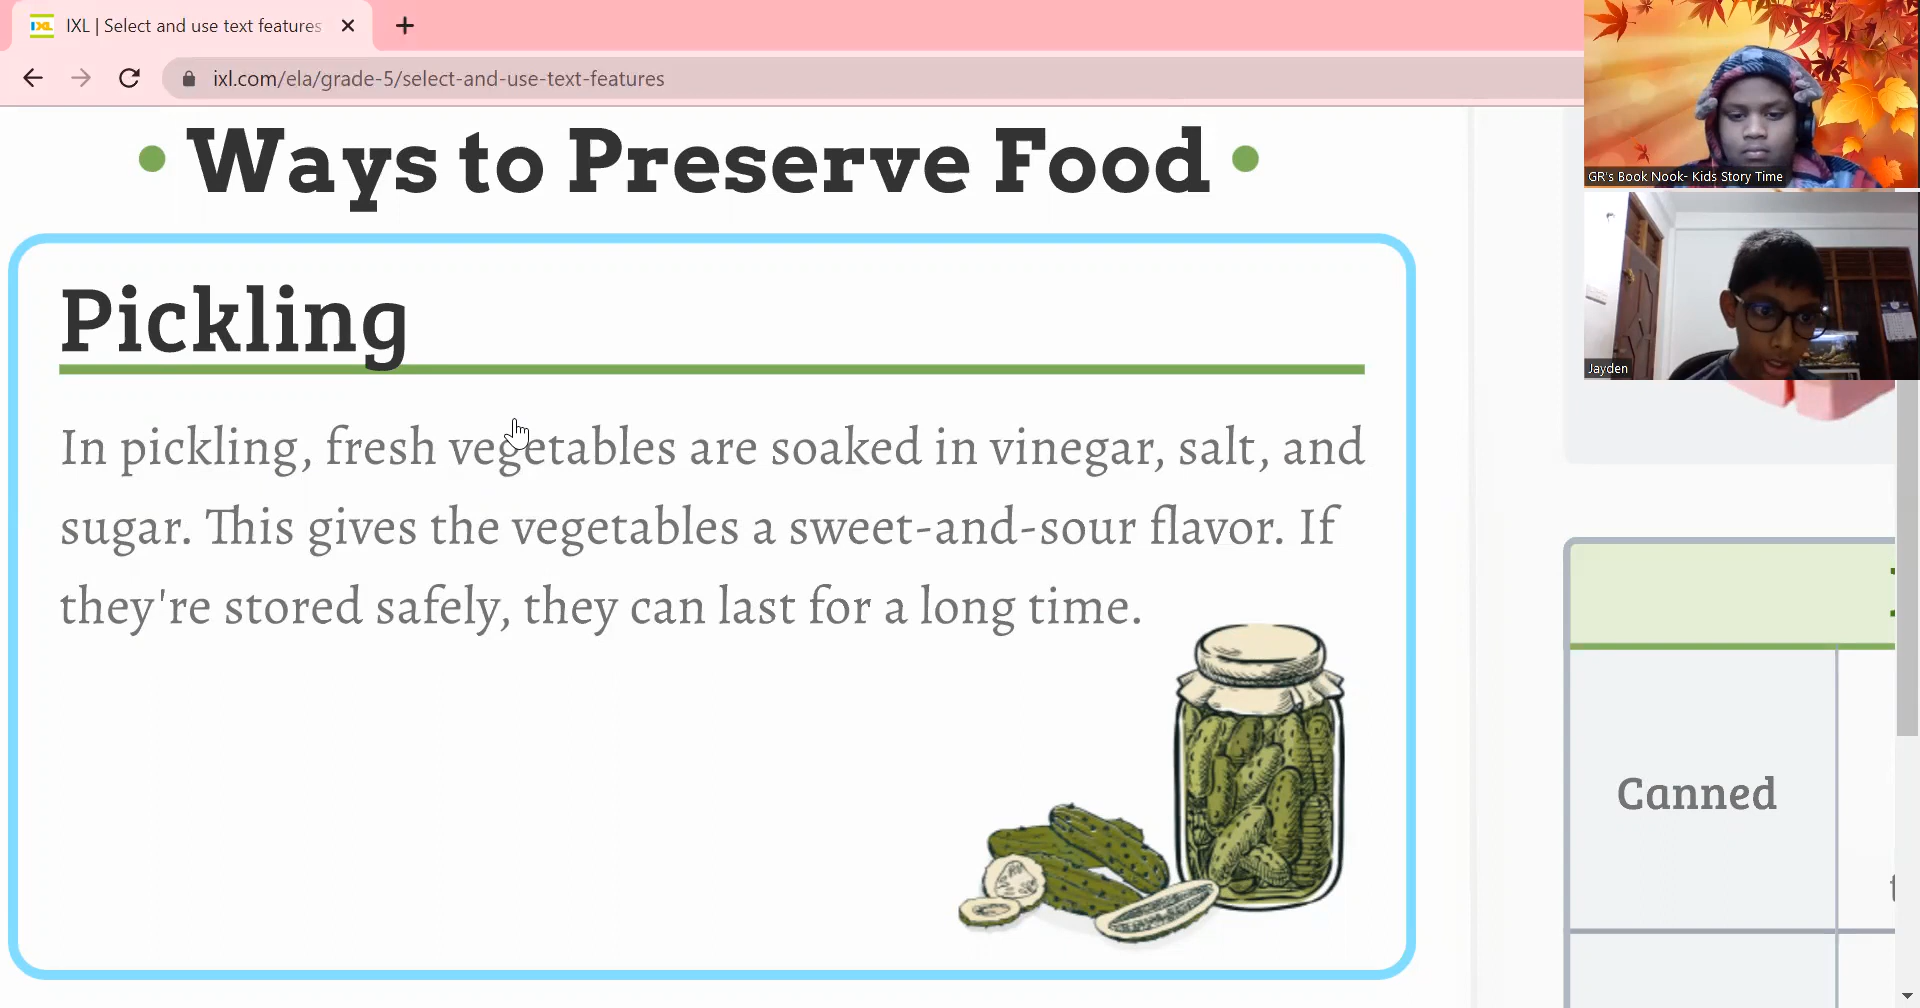 IXL | Select and use text features
ixl.com/ela/grade-5/select-and-use-text-features
• Ways to Preserve Food •
Pickling
In pickling, fresh vegetables are soaked in vinegar, salt, and
sugar. This gives the vegetables a sweet-and-sour flavor. If
they're stored safely, they can last for a long time.
GR's Book Nook- Kids Story Time
Jayden
Canned